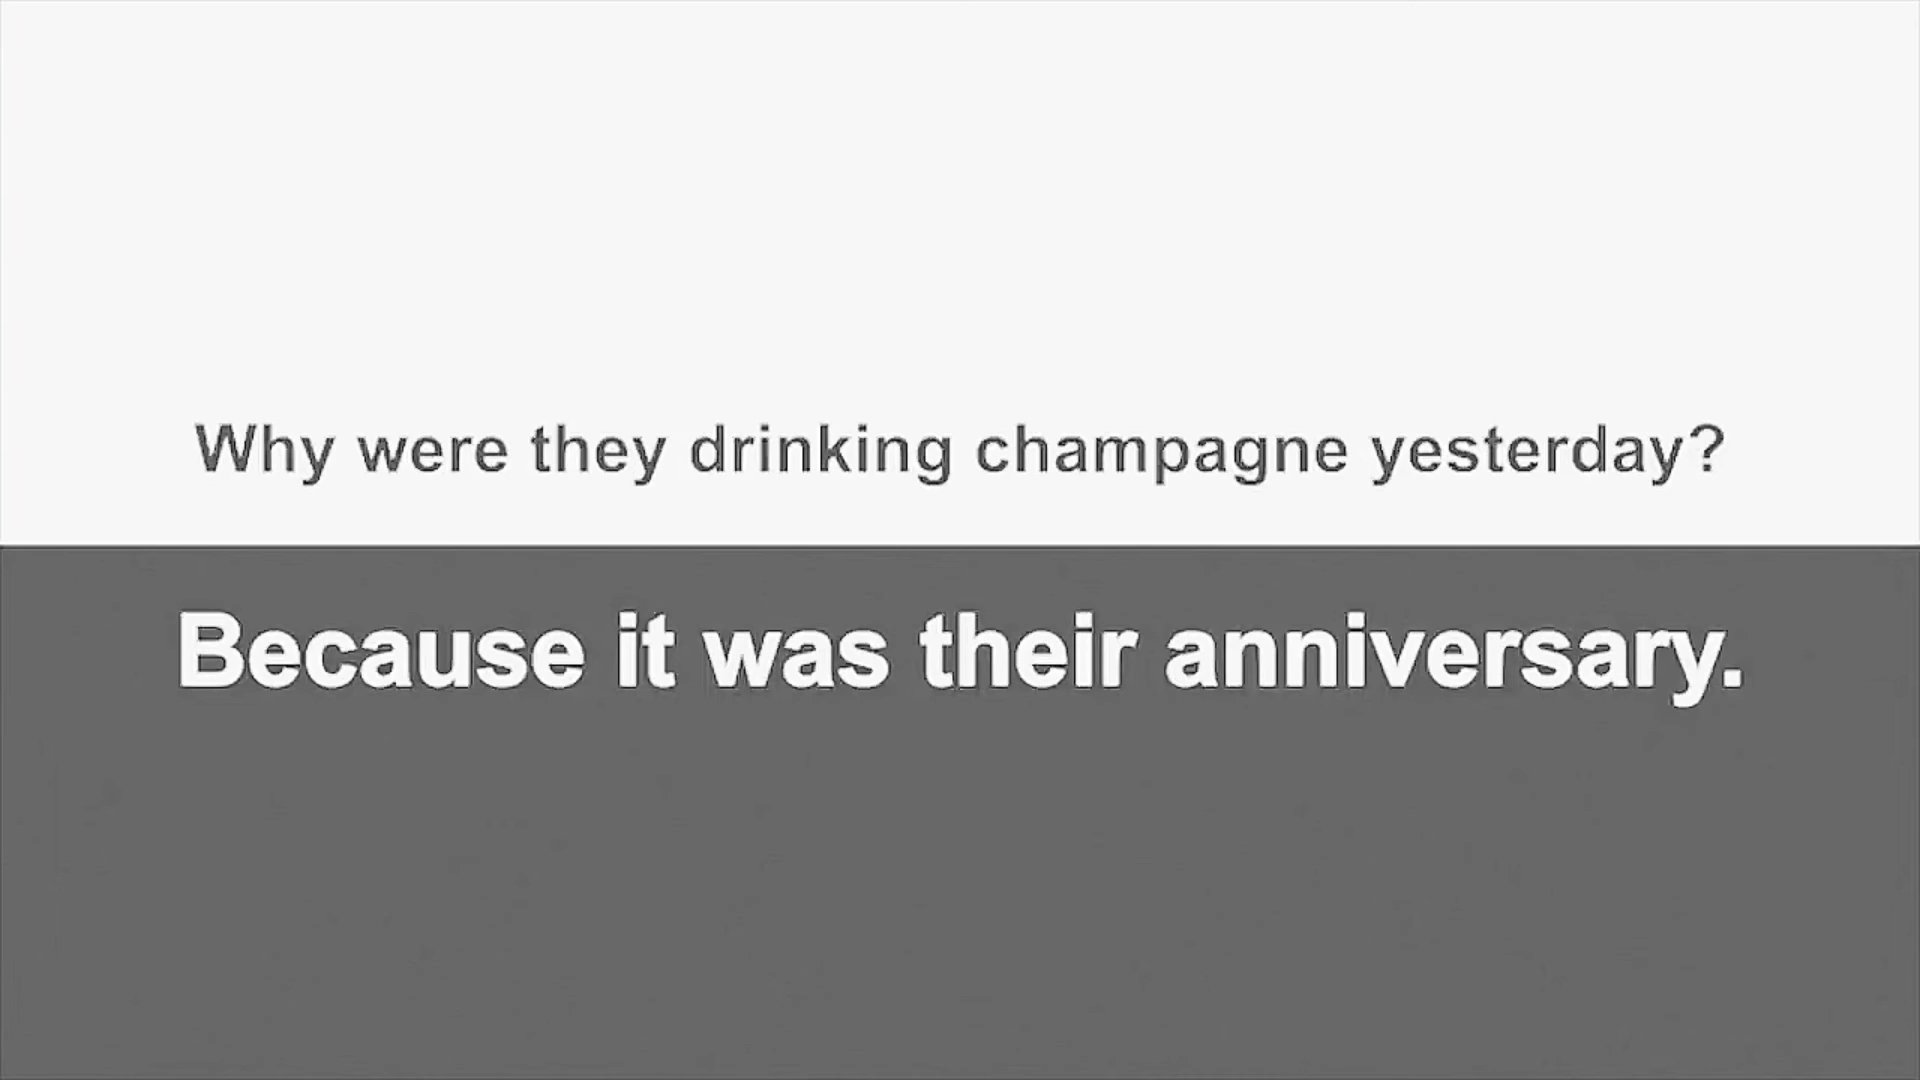 Why were they drinking champagne yesterday?
Because it was their anniversary.